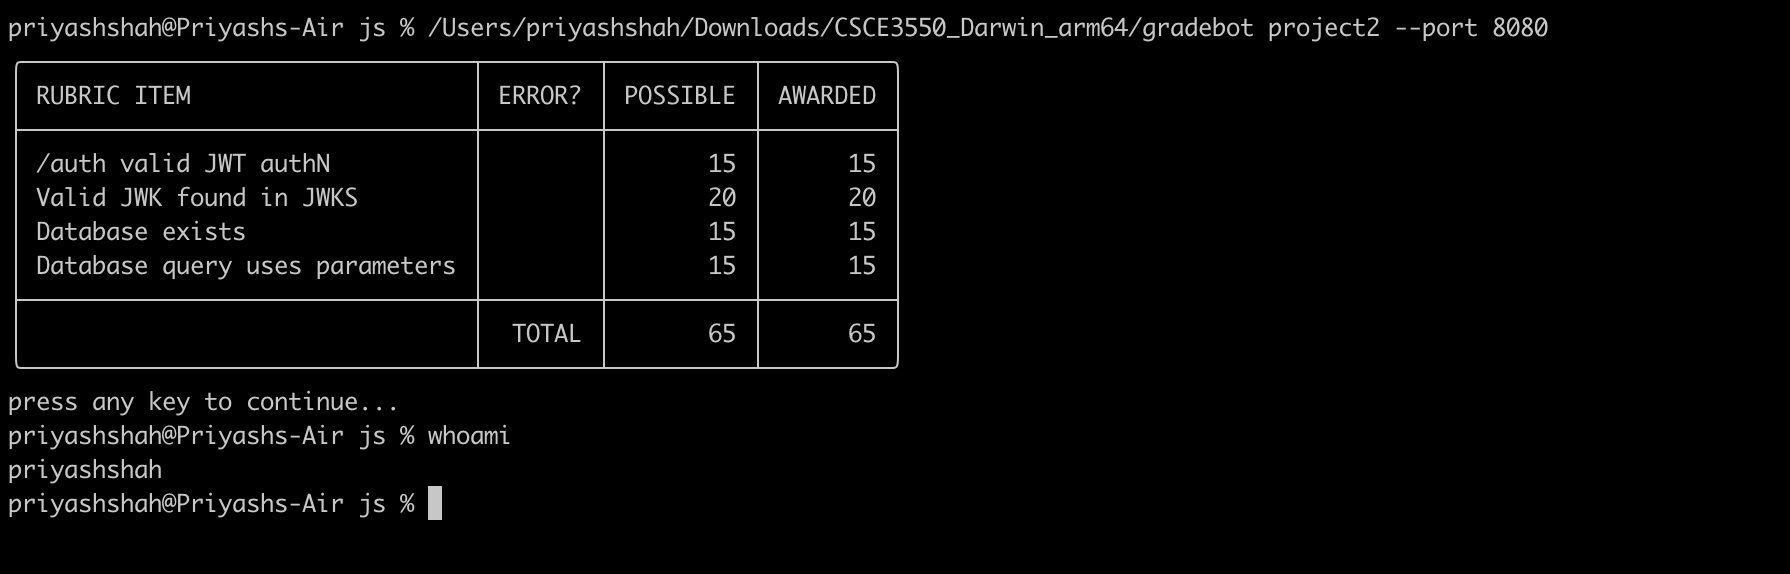 priyashshah@Priyashs-Air js % /Users/priyashshah/Downloads/CSCE3550_Darwin_arm64/gradebot project2 --port 8080
RUBRIC ITEM ERROR? POSSIBLE AWARDED
/auth valid JWT authN 15 15
Valid JWK found in JWKS 20 20
Database exists 15 15
Database query uses parameters 15 15
TOTAL 65 65
press any key to continue...
priyashshah@Priyashs-Air js % whoami
priyashshah
priyashshah@Priyashs-Air js %